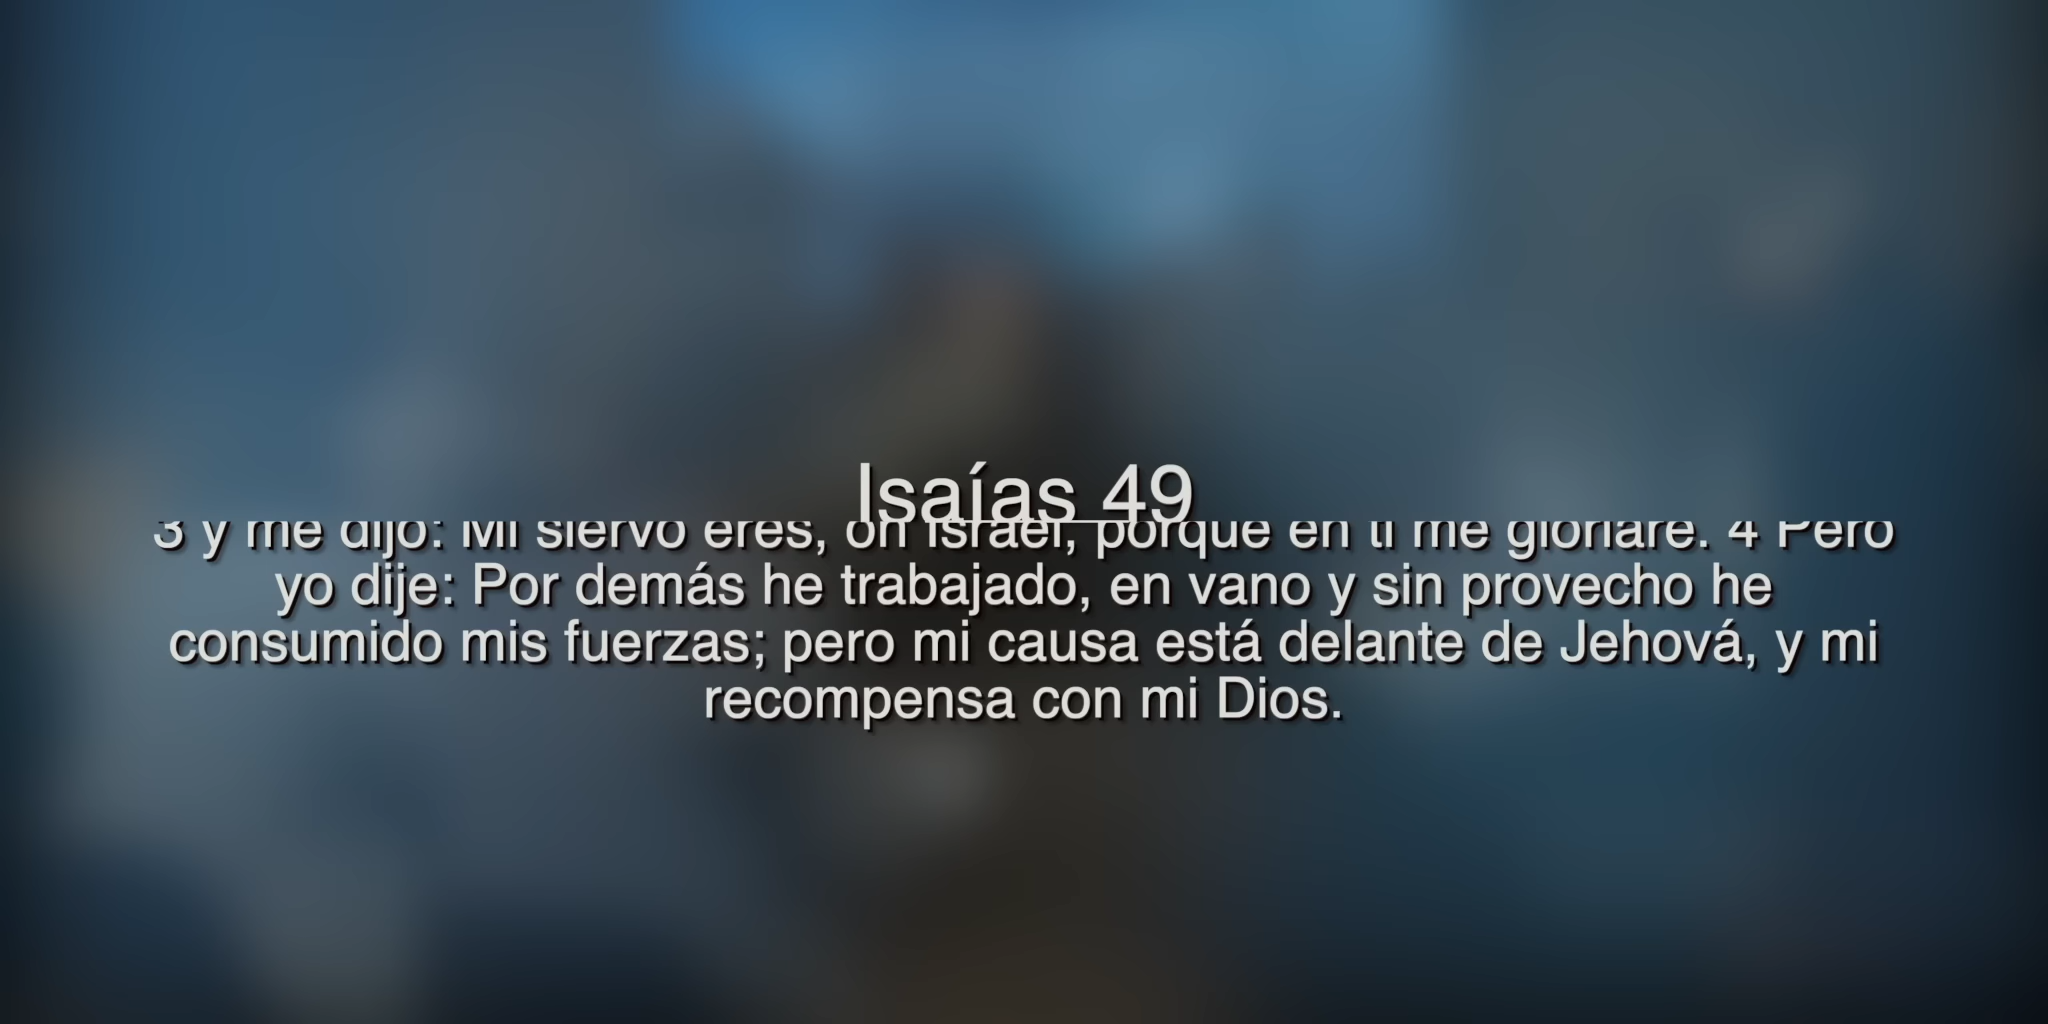 Isaías 49
3 y me dijo: Mi siervo eres, oh Israel, porque en ti me gloriaré. 4 Pero
yo dije: Por demás he trabajado, en vano y sin provecho he
consumido mis fuerzas; pero mi causa está delante de Jehová, y mi
recompensa con mi Dios.